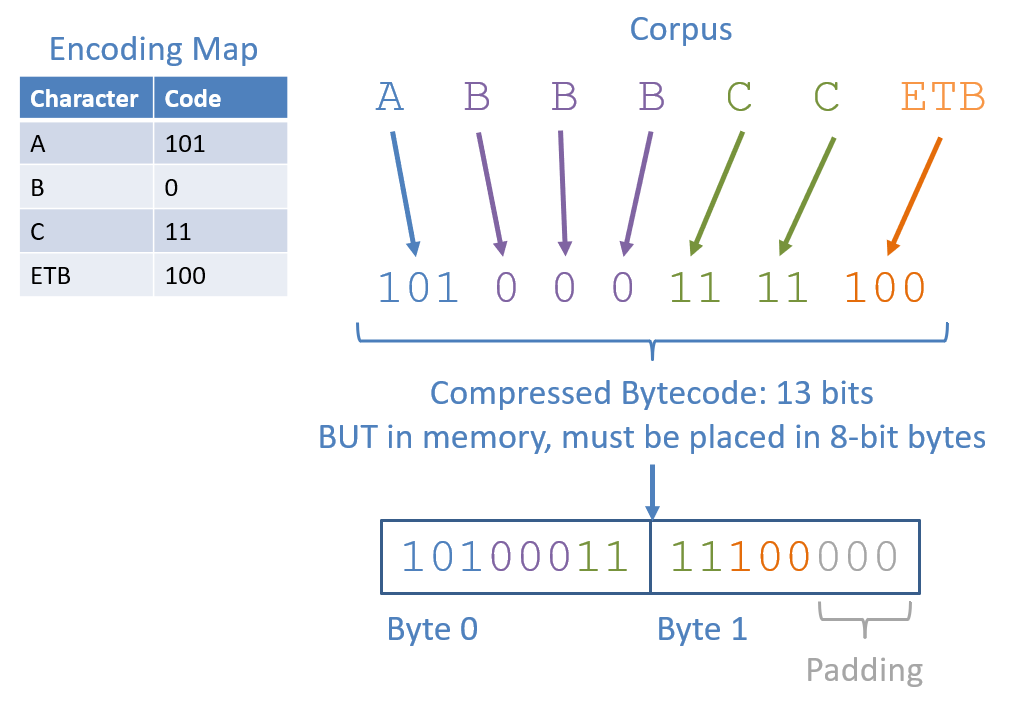 Encoding Map
Character Code
A 101
B 0
C 11
ETB 100
Corpus
A B B B C C ETB
101 0 0 0 11 11 100
Compressed Bytecode: 13 bits
BUT in memory, must be placed in 8-bit bytes
10100011 11100000
Byte 0 Byte 1
Padding